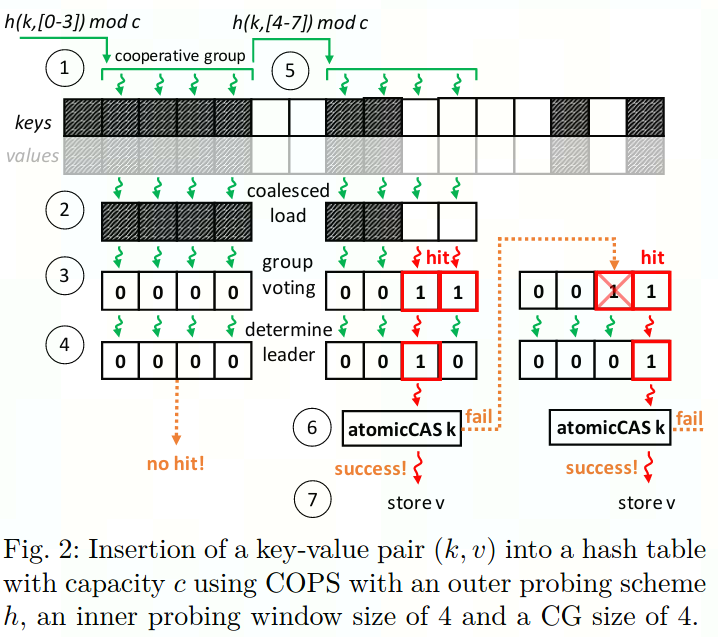 h(k,[0-3]) mod c
h(k,[4-7]) mod c
1
cooperative group
5
keys
values
2
coalesced
load
3
group
voting
hit
hit
0 0 0 0
0 0 1 1
0 0 1 1
4
determine
leader
0 0 0 0
0 0 1 0
0 0 0 1
no hit!
6
atomicCAS k
fail
atomicCAS k
fail
success!
success!
7
store v
store v
Fig. 2: Insertion of a key-value pair (k, v) into a hash table
with capacity c using COPS with an outer probing scheme
h, an inner probing window size of 4 and a CG size of 4.